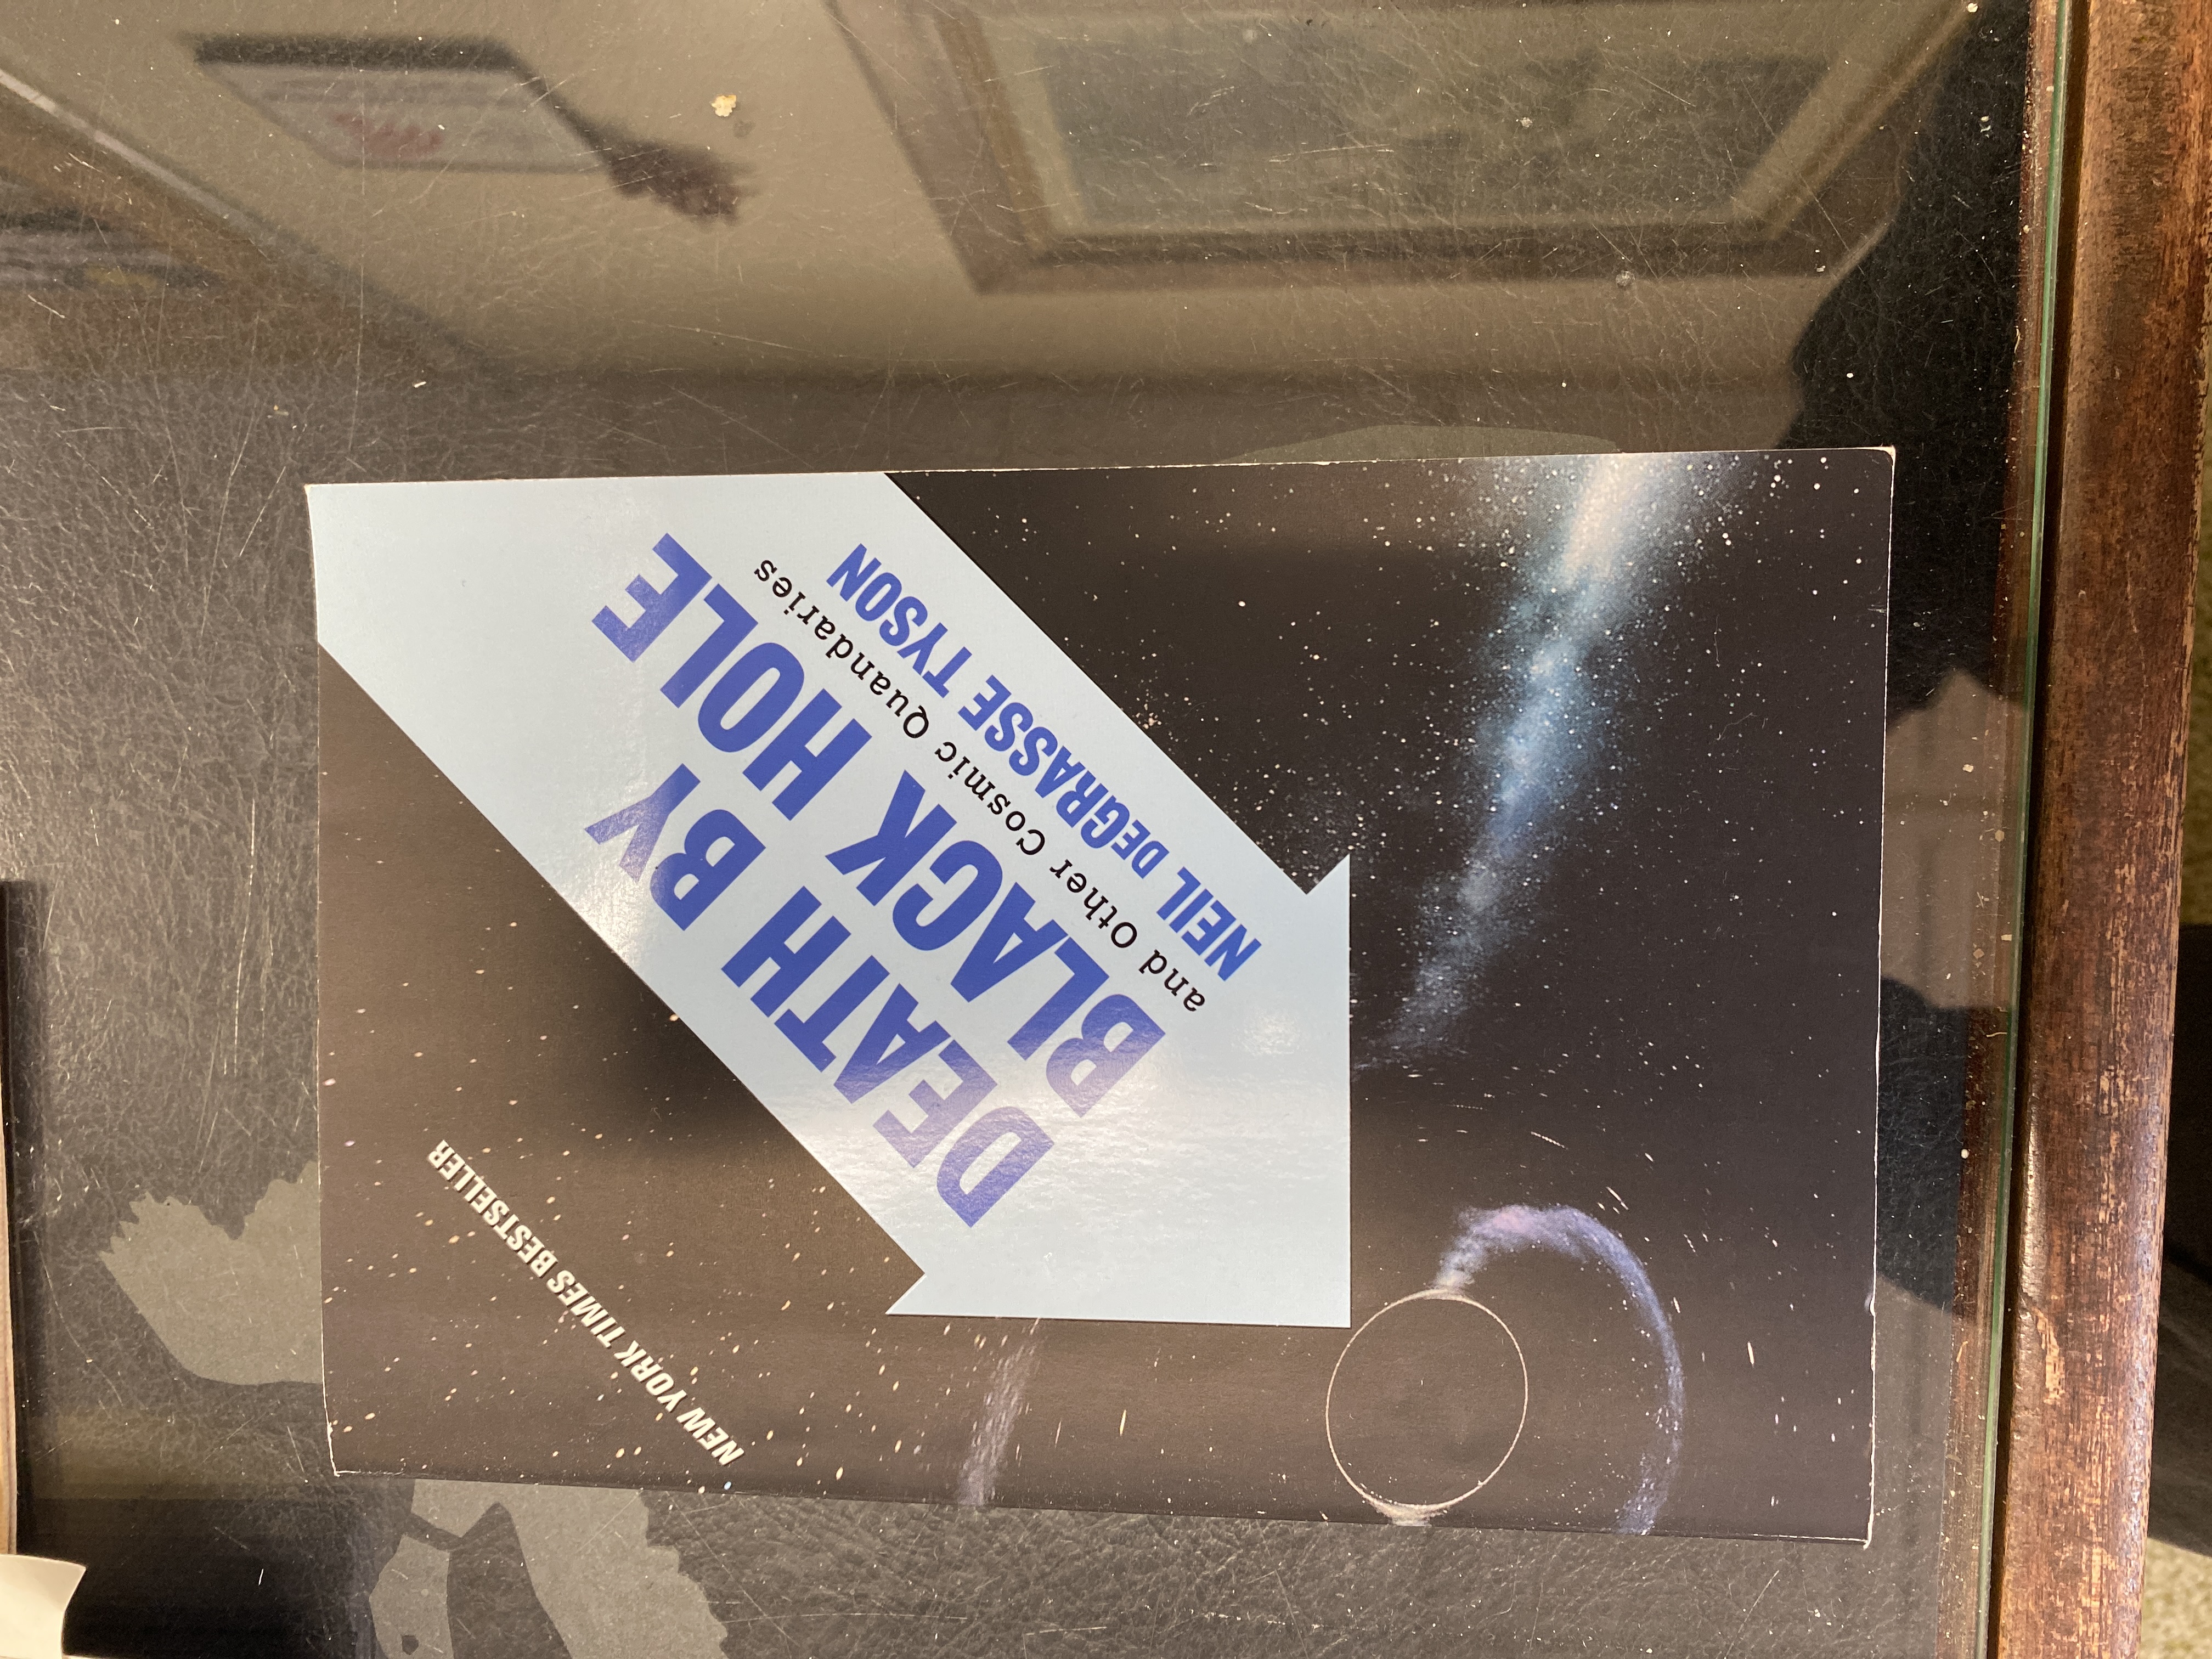 NEW YORK TIMES BESTSELLER
DEATH BY
BLACK HOLE
and Other Cosmic Quandaries
NEIL DEGRASSE TYSON